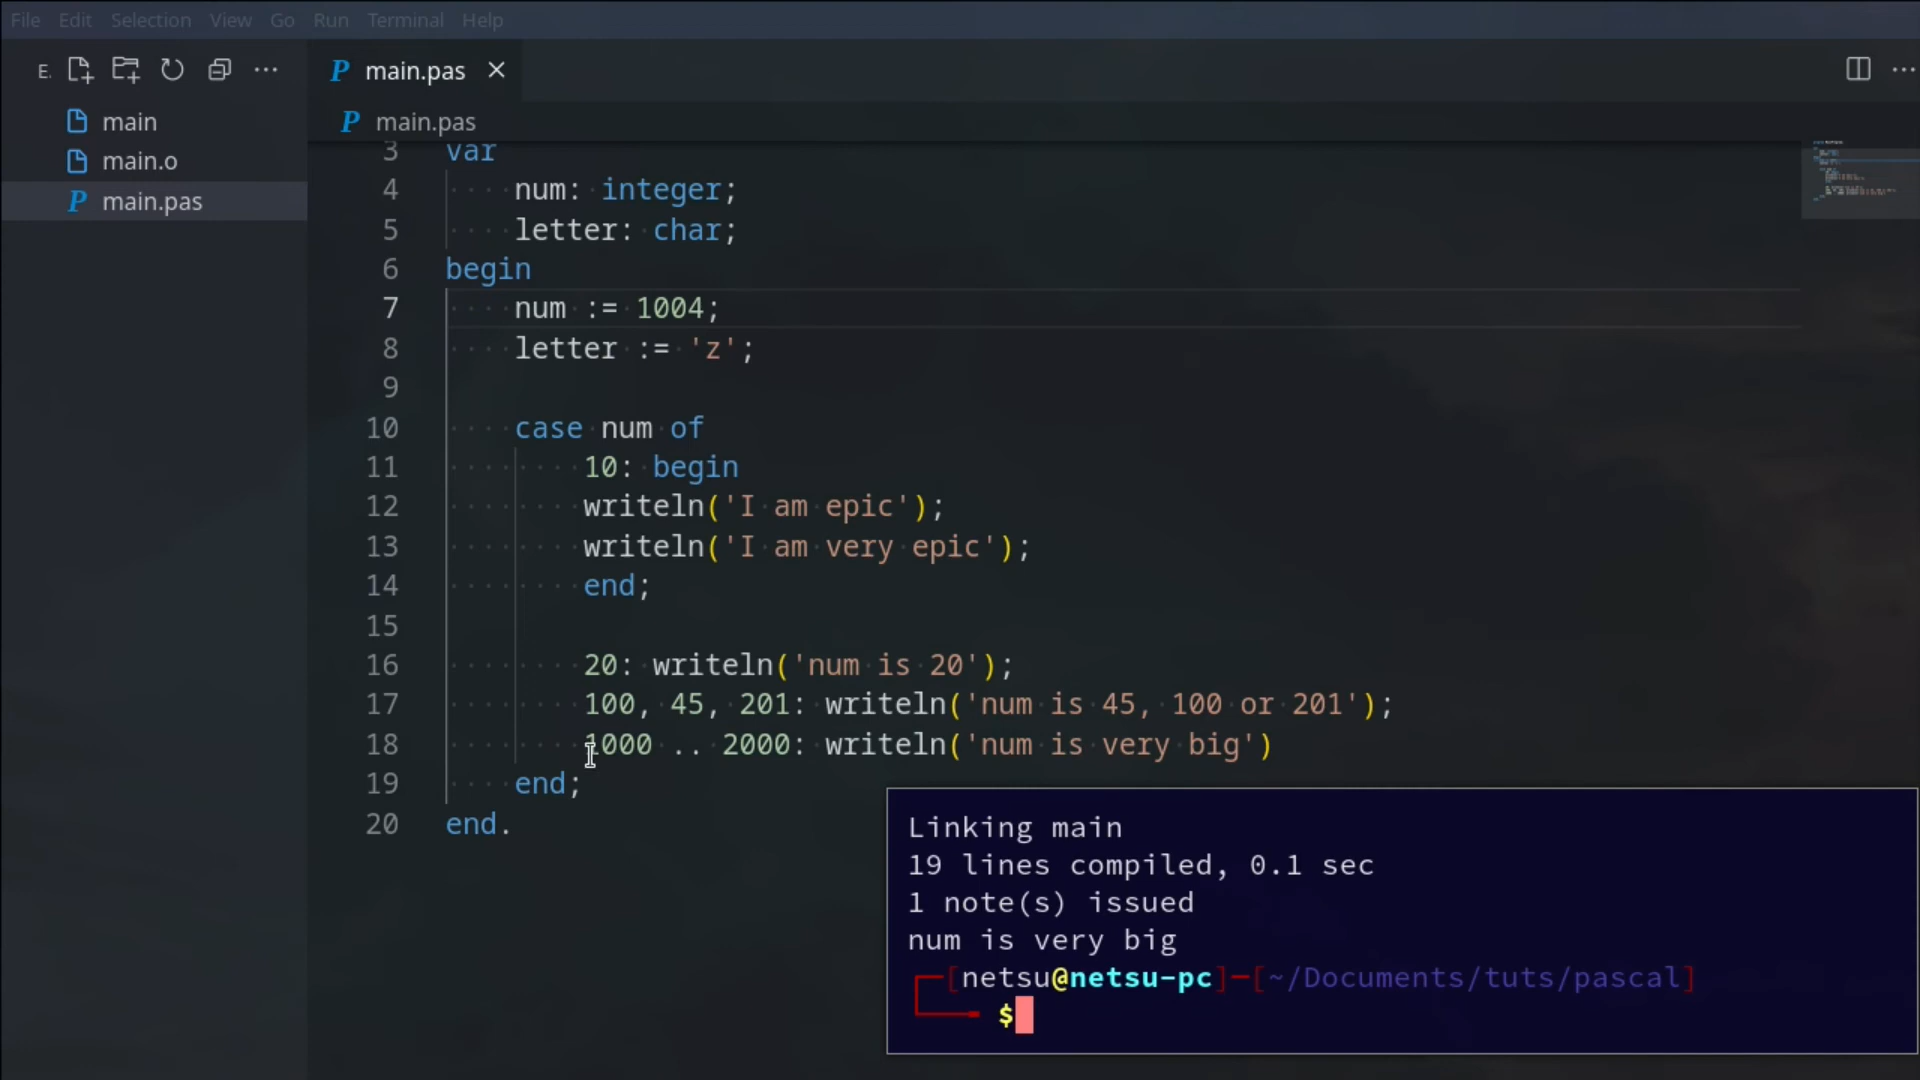 File Edit Selection View Go Run Terminal Help
E. ... main.pas ...
main
main.o
main.pas
main.pas
3 var
4 num: integer;
5 letter: char;
6 begin
7 num := 1004;
8 letter := 'z';
9
10 case num of
11 10: begin
12 writeln('I am epic');
13 writeln('I am very epic');
14 end;
15
16 20: writeln('num is 20');
17 100, 45, 201: writeln('num is 45, 100 or 201');
18 1000 .. 2000: writeln('num is very big')
19 end;
20 end.
Linking main
19 lines compiled, 0.1 sec
1 note(s) issued
num is very big
[netsu@netsu-pc]─[~/Documents/tuts/pascal]
$